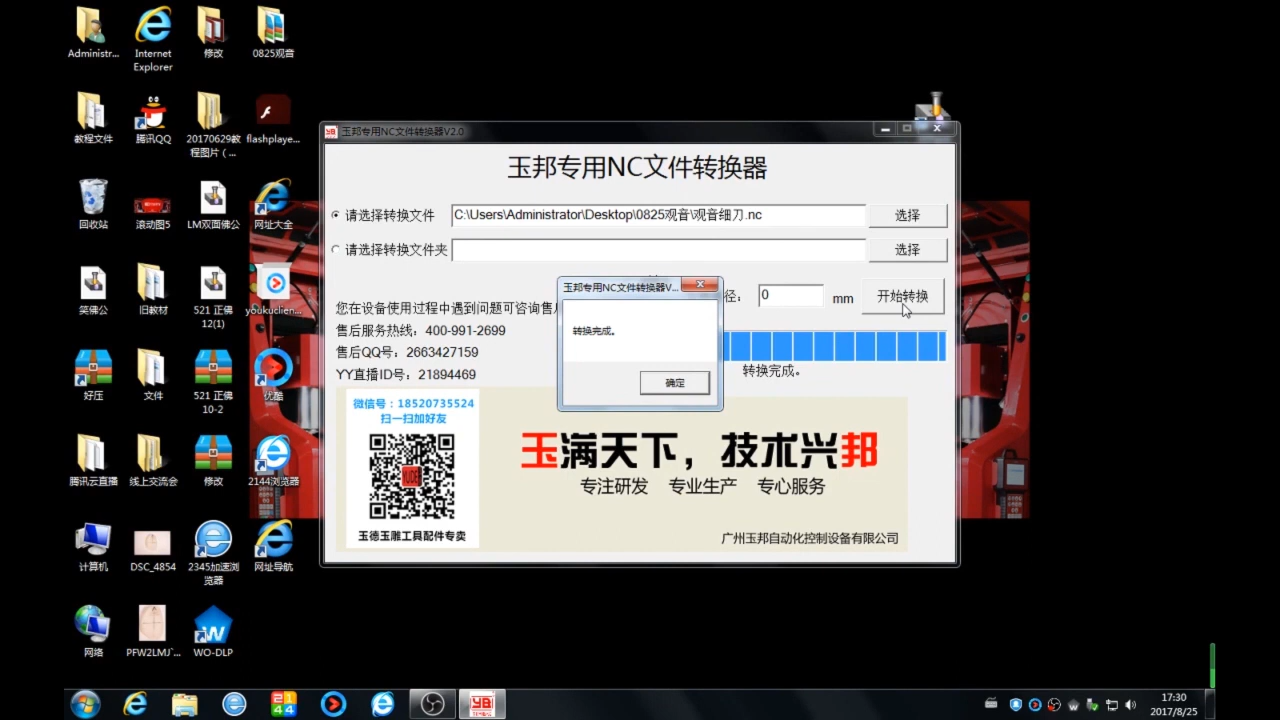 Administr...
Internet
Explorer
修改
0825观音
教程文件
腾讯QQ
20170629教
程图片（...
flashplaye...
回收站
滚动图5
LM双面佛公
网址大全
笑佛公
旧教材
521 正佛
12(1)
youkuclien...
好压
文件
521 正佛
10-2
优酷
腾讯云直播
线上交流会
修改
2144浏览器
计算机
DSC_4854
2345加速浏
览器
网址导航
网络
PFW2LMJ`...
WO-DLP
玉邦专用NC文件转换器V2.0
玉邦专用NC文件转换器
请选择转换文件
C:\Users\Administrator\Desktop\0825观音\观音细刀.nc
选择
请选择转换文件夹
选择
径：
0
mm
开始转换
您在设备使用过程中遇到问题可咨询售
售后服务热线：400-991-2699
售后QQ号：2663427159
YY直播ID号：21894469
转换完成。
玉邦专用NC文件转换器V...
转换完成。
确定
微信号：18520735524
扫一扫加好友
玉德玉雕工具配件专卖
玉满天下，技术兴邦
专注研发 专业生产 专心服务
广州玉邦自动化控制设备有限公司
17:30
2017/8/25